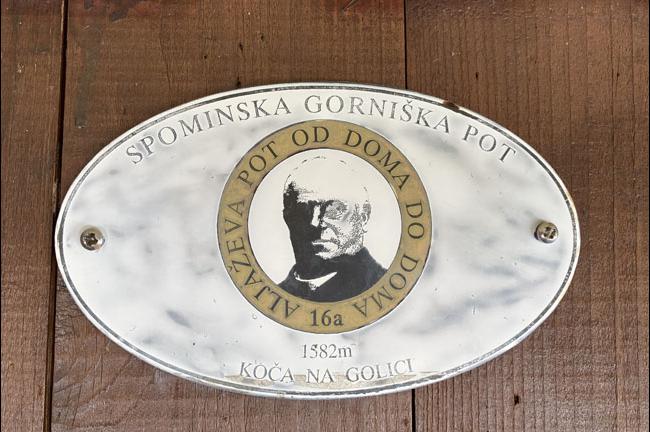 SPOMINSKA GORNIŠKA POT
ALJAŽEVA POT OD DOMA DO DOMA
16a
1582m
KOČA NA GOLICI